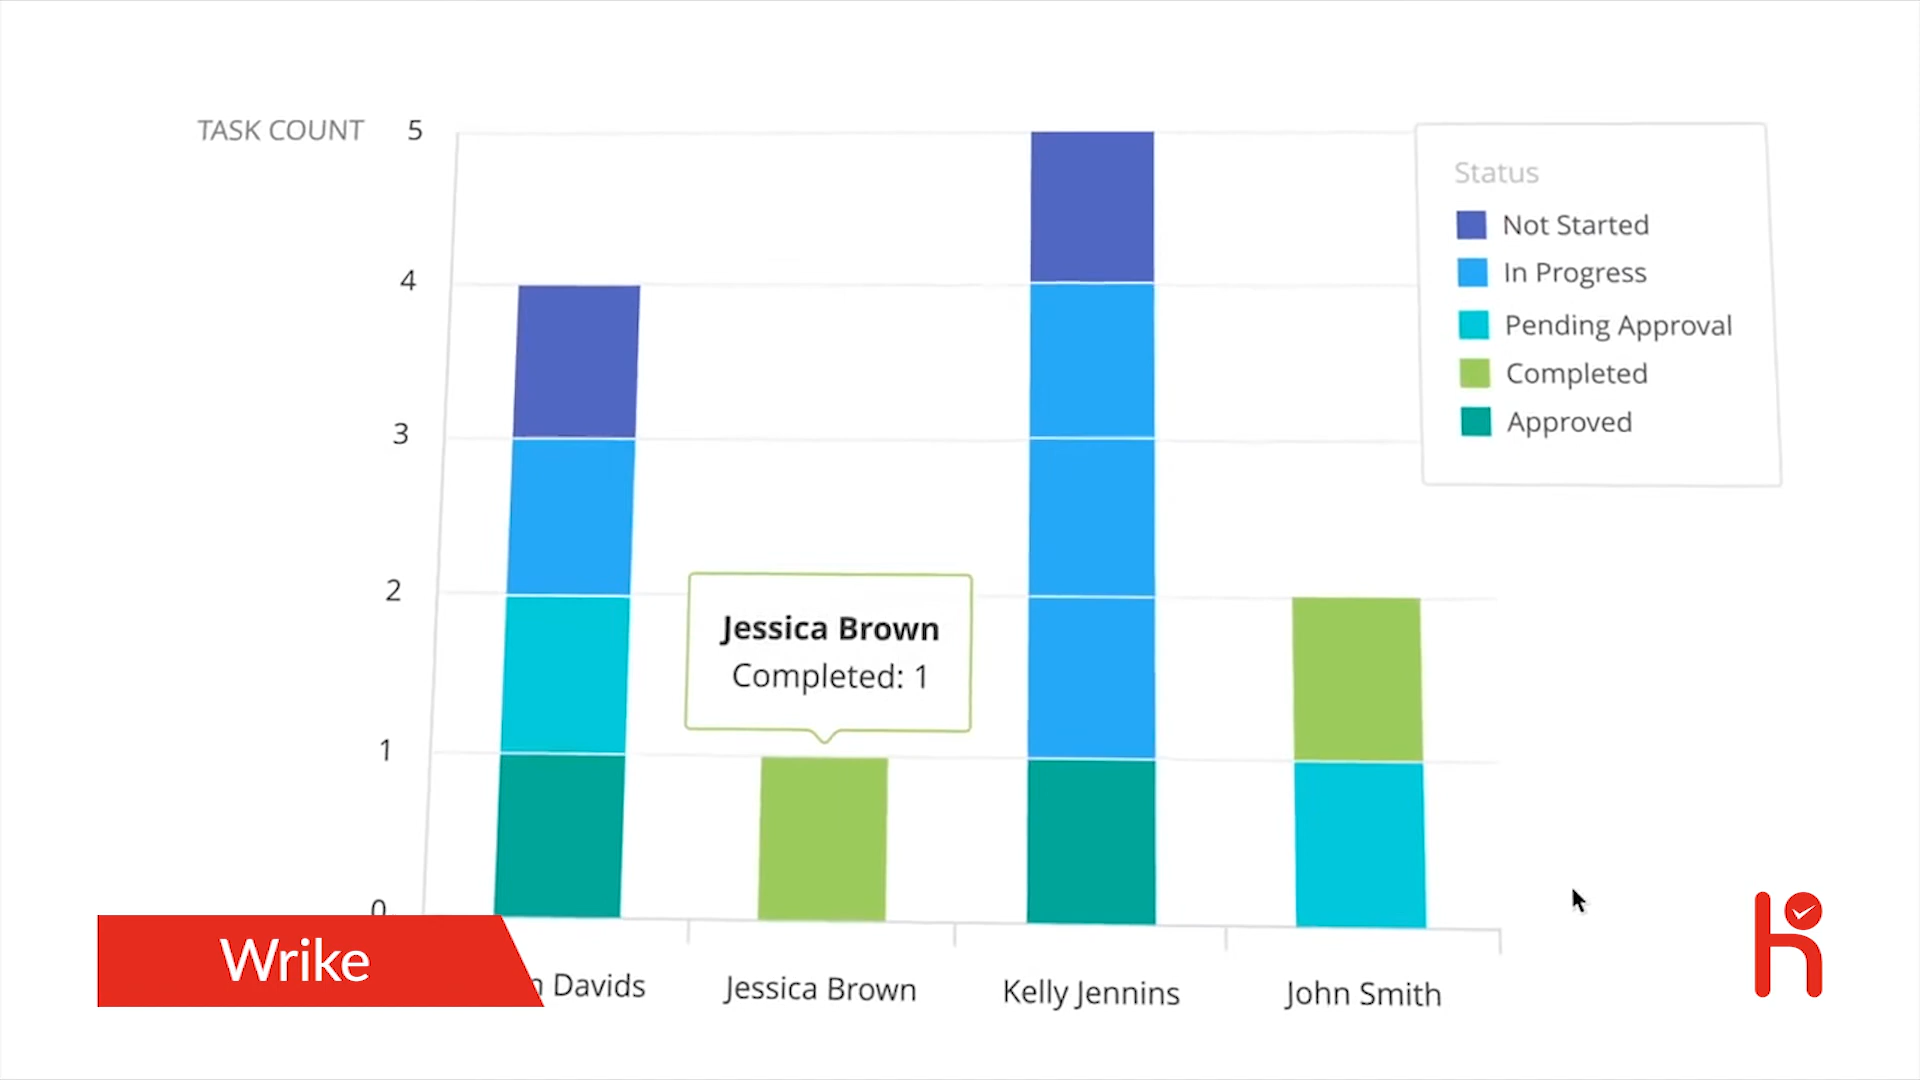 TASK COUNT
5
4
3
2
1
0
Status
Not Started
In Progress
Pending Approval
Completed
Approved
Jessica Brown
Completed: 1
Davids
Jessica Brown
Kelly Jennins
John Smith
Wrike